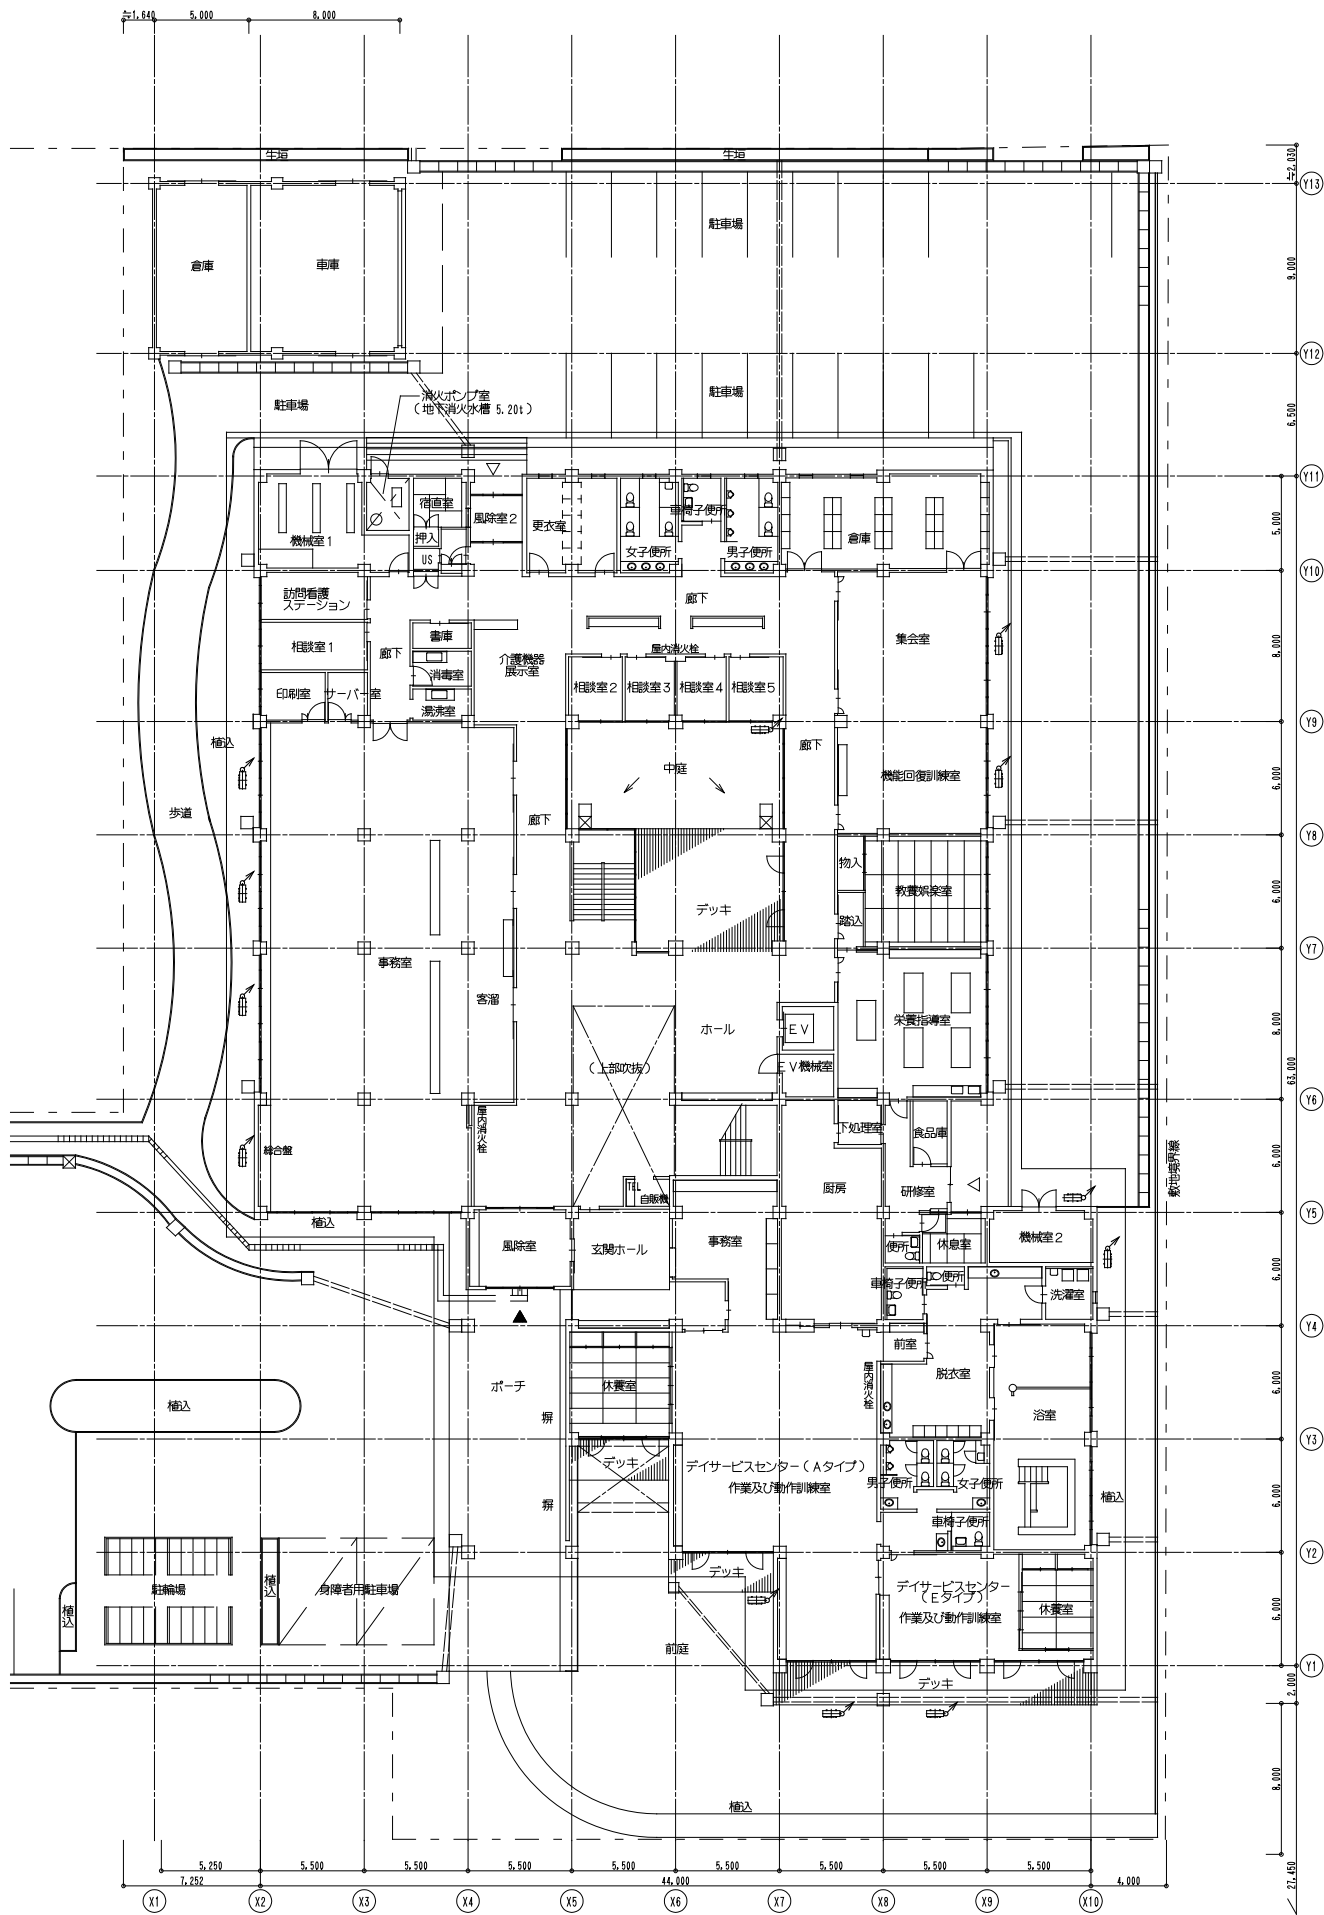 ≒1,640
5,000
8,000
生垣
生垣
≒2,030
Y13
駐車場
倉庫
車庫
9,000
Y12
駐車場
駐車場
消火ポンプ室
(地下消火水槽 5.20t)
6,500
Y11
宿直室
風除室2
更衣室
車椅子便所
機械室1
押入
女子便所
男子便所
倉庫
US
5,000
Y10
訪問看護
ステーション
廊下
書庫
集会室
相談室1
廊下
介護機器
展示室
屋内消火栓
8,000
消毒室
印刷室
サーバー室
相談室2
相談室3
相談室4
相談室5
湯沸室
Y9
植込
中庭
廊下
機能回復訓練室
6,000
歩道
廊下
Y8
物入
教養娯楽室
6,000
デッキ
踏込
Y7
事務室
客溜
ホール
EV
栄養指導室
8,000
(上部吹抜)
EV機械室
63,000
Y6
屋内消火栓
下処理室
食品庫
総合盤
6,000
敷地境界線
TEL
自販機
厨房
研修室
植込
Y5
風除室
玄関ホール
事務室
便所
休息室
機械室2
6,000
車椅子便所
便所
洗濯室
Y4
前室
ポーチ
休養室
屋内消火栓
脱衣室
6,000
植込
塀
浴室
Y3
デッキ
デイサービスセンター(Aタイプ)
作業及び動作訓練室
男子便所
女子便所
植込
塀
6,000
車椅子便所
Y2
駐輪場
植込
身障者用駐車場
デッキ
デイサービスセンター
(Eタイプ)
作業及び動作訓練室
休養室
植込
6,000
前庭
Y1
デッキ
2,000
8,000
植込
5,250
5,500
5,500
5,500
5,500
5,500
5,500
5,500
5,500
7,252
44,000
4,000
27,450
X1
X2
X3
X4
X5
X6
X7
X8
X9
X10